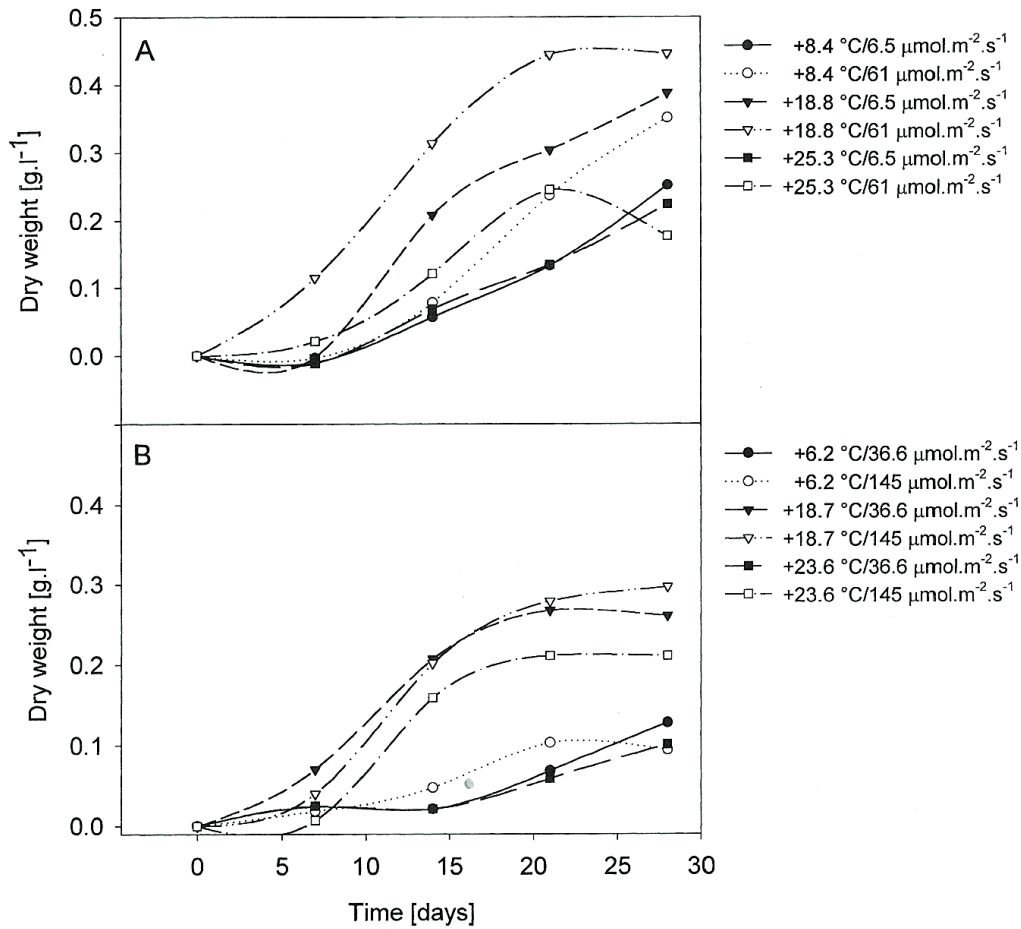 A
Dry weight [g.l⁻¹]
0.5
0.4
0.3
0.2
0.1
0.0
+8.4 °C/6.5 µmol.m⁻².s⁻¹
+8.4 °C/61 µmol.m⁻².s⁻¹
+18.8 °C/6.5 µmol.m⁻².s⁻¹
+18.8 °C/61 µmol.m⁻².s⁻¹
+25.3 °C/6.5 µmol.m⁻².s⁻¹
+25.3 °C/61 µmol.m⁻².s⁻¹
B
Dry weight [g.l⁻¹]
0.4
0.3
0.2
0.1
0.0
+6.2 °C/36.6 µmol.m⁻².s⁻¹
+6.2 °C/145 µmol.m⁻².s⁻¹
+18.7 °C/36.6 µmol.m⁻².s⁻¹
+18.7 °C/145 µmol.m⁻².s⁻¹
+23.6 °C/36.6 µmol.m⁻².s⁻¹
+23.6 °C/145 µmol.m⁻².s⁻¹
0 5 10 15 20 25 30
Time [days]